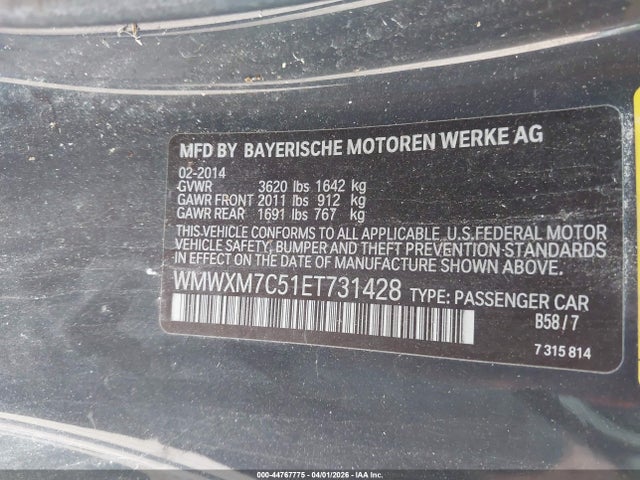 MFD BY BAYERISCHE MOTOREN WERKE AG
02-2014
GVWR 3620 lbs 1642 kg
GAWR FRONT 2011 lbs 912 kg
GAWR REAR 1691 lbs 767 kg
THIS VEHICLE CONFORMS TO ALL APPLICABLE U.S.FEDERAL MOTOR
VEHICLE SAFETY, BUMPER AND THEFT PREVENTION STANDARDS
IN EFFECT ON THE DATE OF MANUFACTURE SHOWN ABOVE.
WMWXM7C51ET731428 TYPE: PASSENGER CAR
B58/7
7 315 814
000-44767775 - 04/01/2026 - IAA Inc.